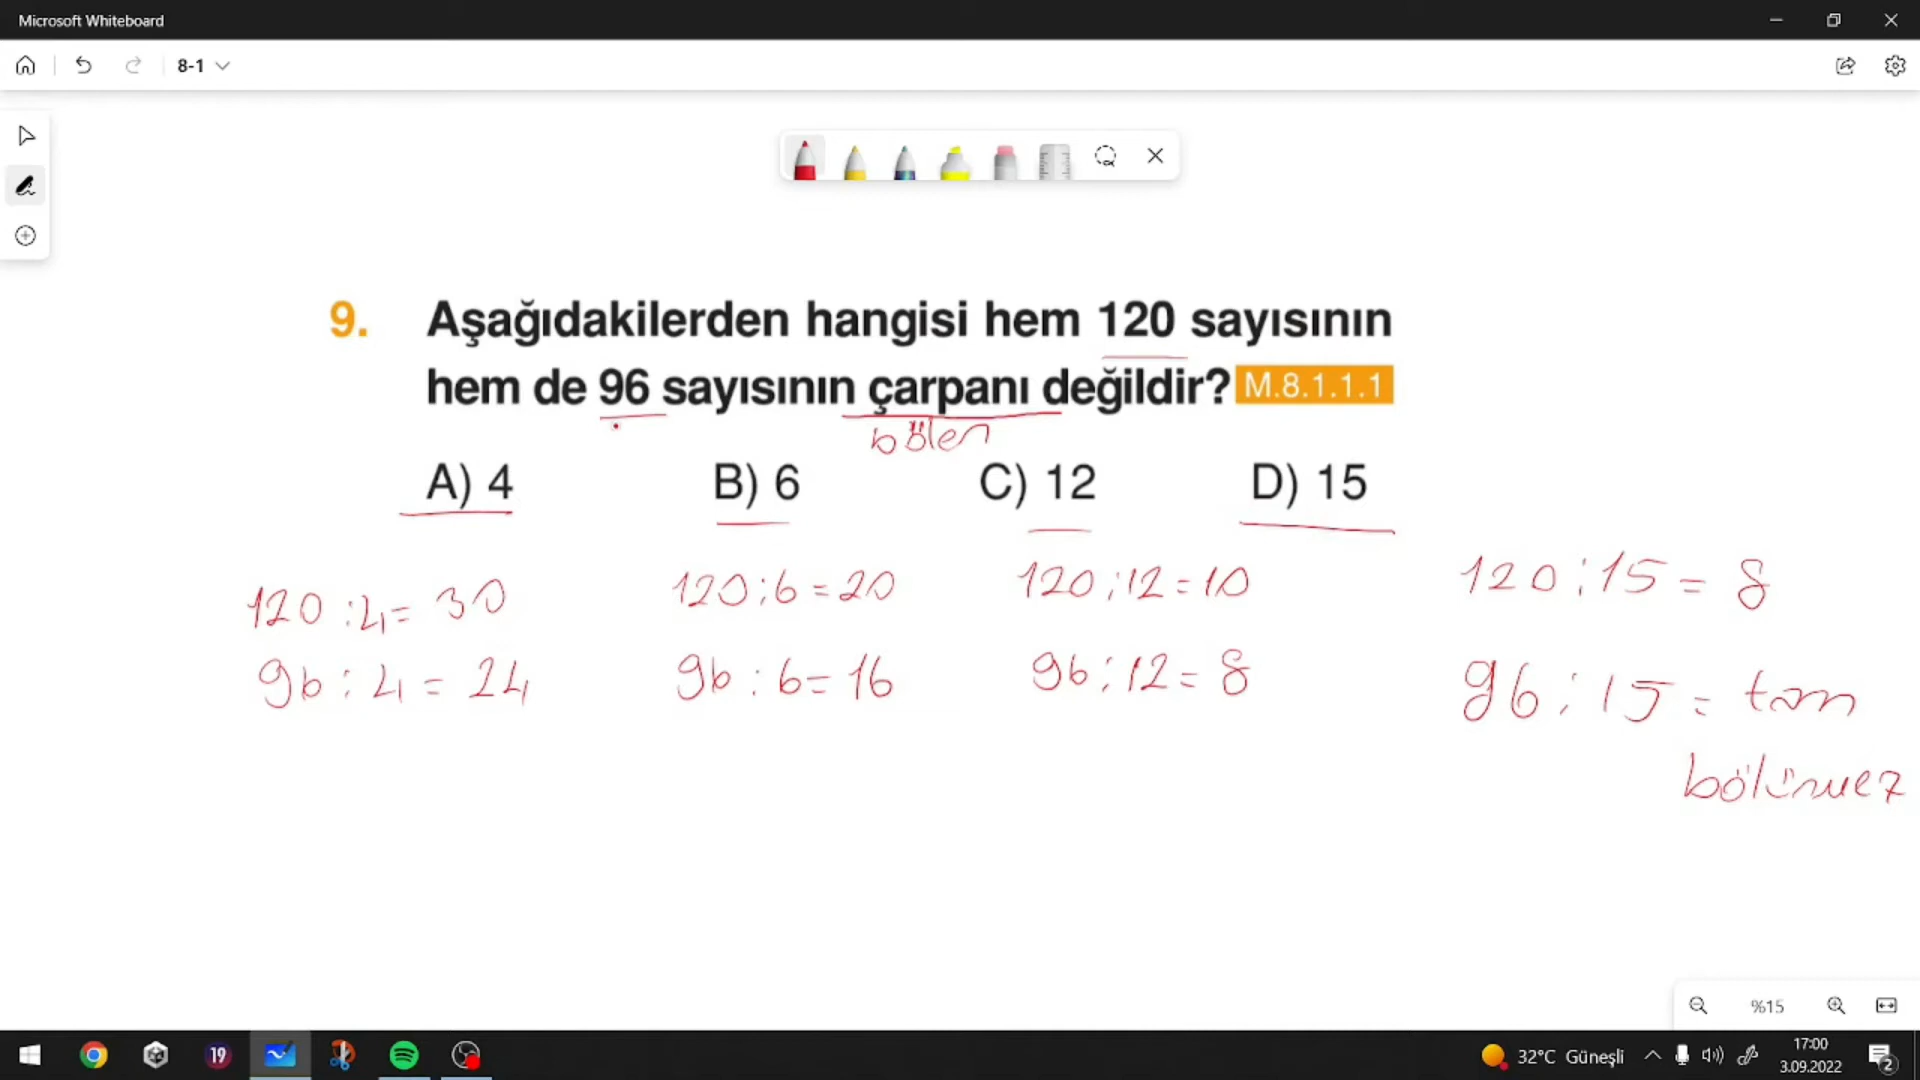 Microsoft Whiteboard
8-1
9. Aşağıdakilerden hangisi hem 120 sayısının
hem de 96 sayısının çarpanı değildir? M.8.1.1.1
bölen
A) 4 B) 6 C) 12 D) 15
120 : 4 = 30 120 : 6 = 20 120 : 12 = 10 120 : 15 = 8
96 : 4 = 24 96 : 6 = 16 96 : 12 = 8 96 : 15 = tam
bölünmez
%15
19 32°C Güneşli 17:00
3.09.2022
2